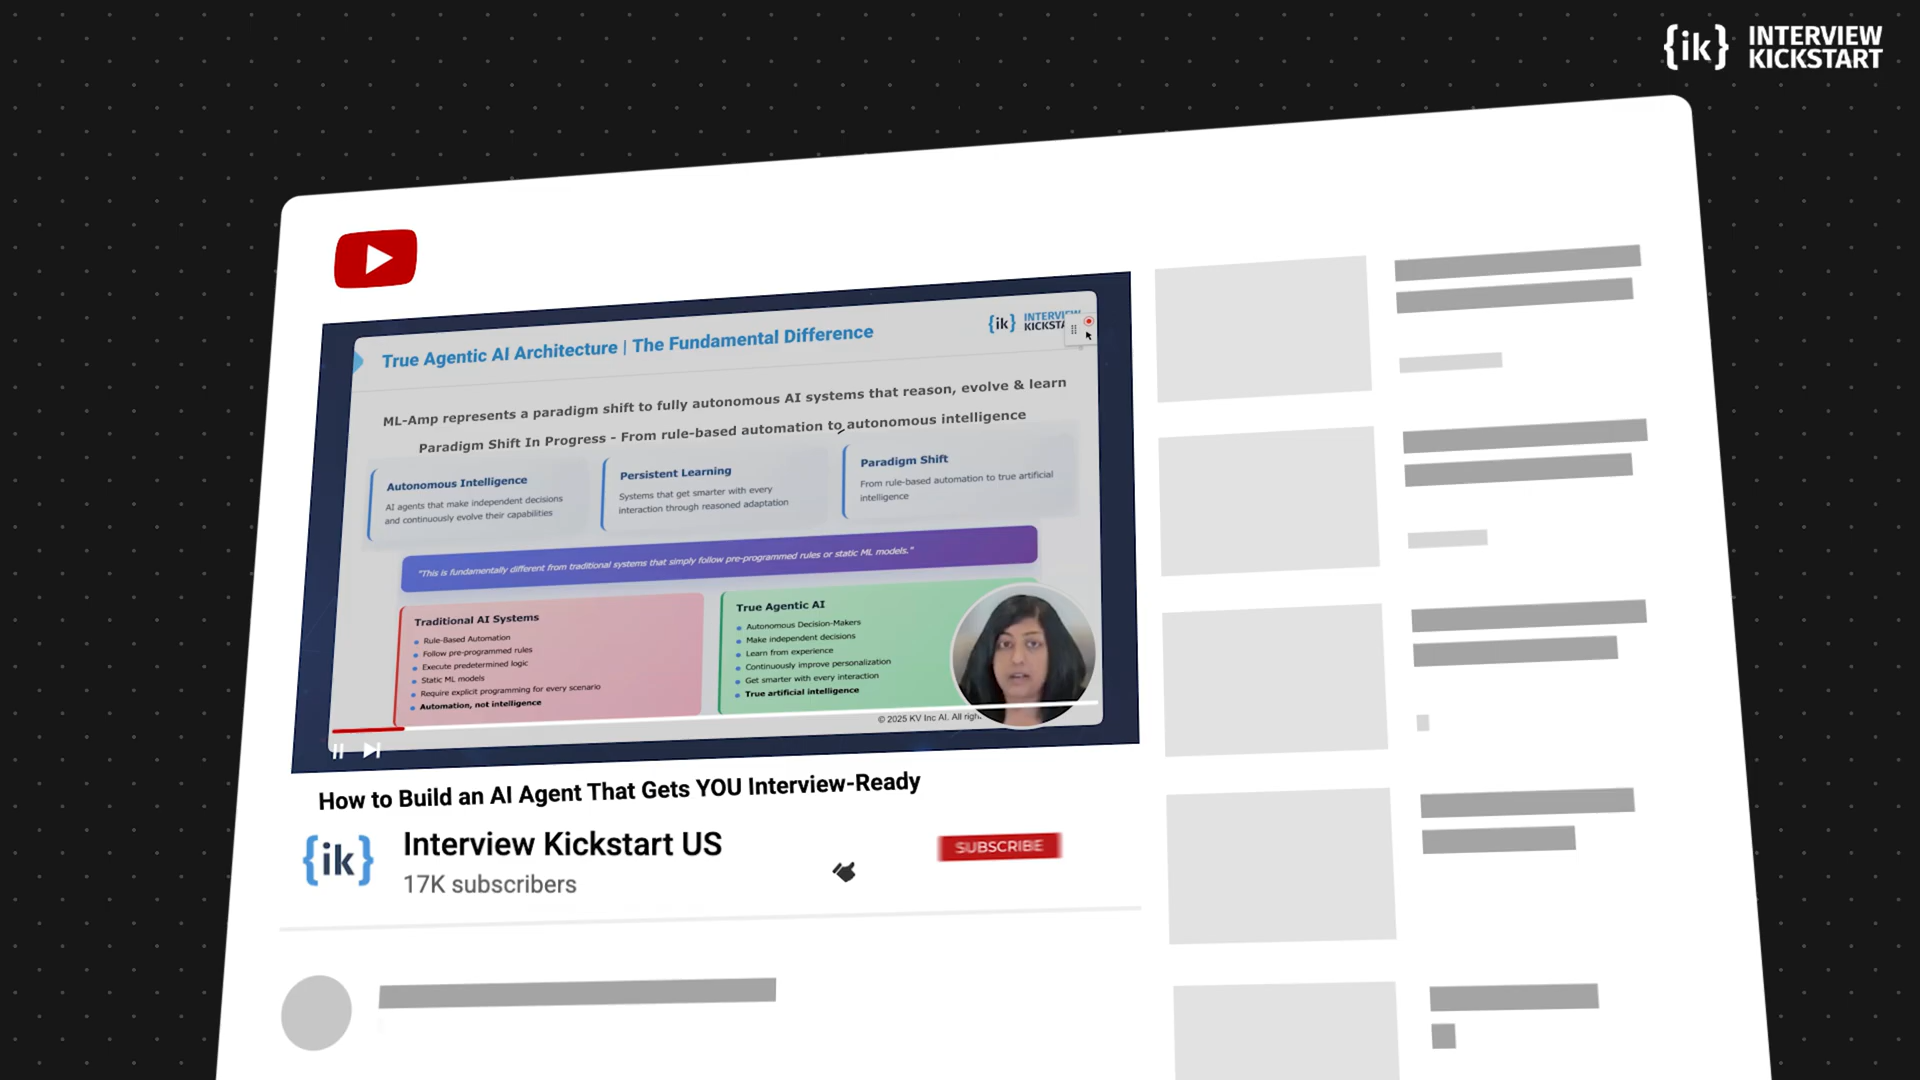 {ik} INTERVIEW
KICKSTART
True Agentic AI Architecture | The Fundamental Difference
{ik}
ML-Amp represents a paradigm shift to fully autonomous AI systems that reason, evolve & learn
Paradigm Shift In Progress - From rule-based automation to autonomous intelligence
Autonomous Intelligence
AI agents that make independent decisions
and continuously evolve their capabilities
Persistent Learning
Systems that get smarter with every
interaction through reasoned adaptation
Paradigm Shift
From rule-based automation to true artificial
intelligence
"This is fundamentally different from traditional systems that simply follow pre-programmed rules or static ML models."
Traditional AI Systems
Rule-Based Automation
Follow pre-programmed rules
Execute predetermined logic
Static ML models
Require explicit programming for every scenario
Automation, not intelligence
True Agentic AI
Autonomous Decision-Makers
Make independent decisions
Learn from experience
Continuously improve personalization
Get smarter with every interaction
True artificial intelligence
© 2025 KV Inc AI. All
How to Build an AI Agent That Gets YOU Interview-Ready
{ik}
Interview Kickstart US
17K subscribers
SUBSCRIBE